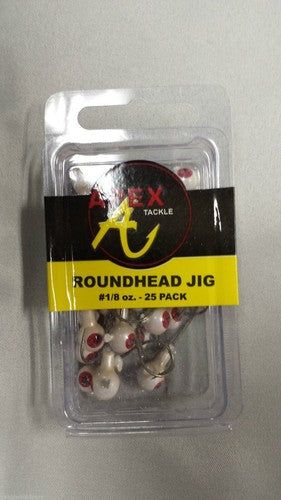 APEX
TACKLE
ROUNDHEAD JIG
#1/8 oz. - 25 PACK